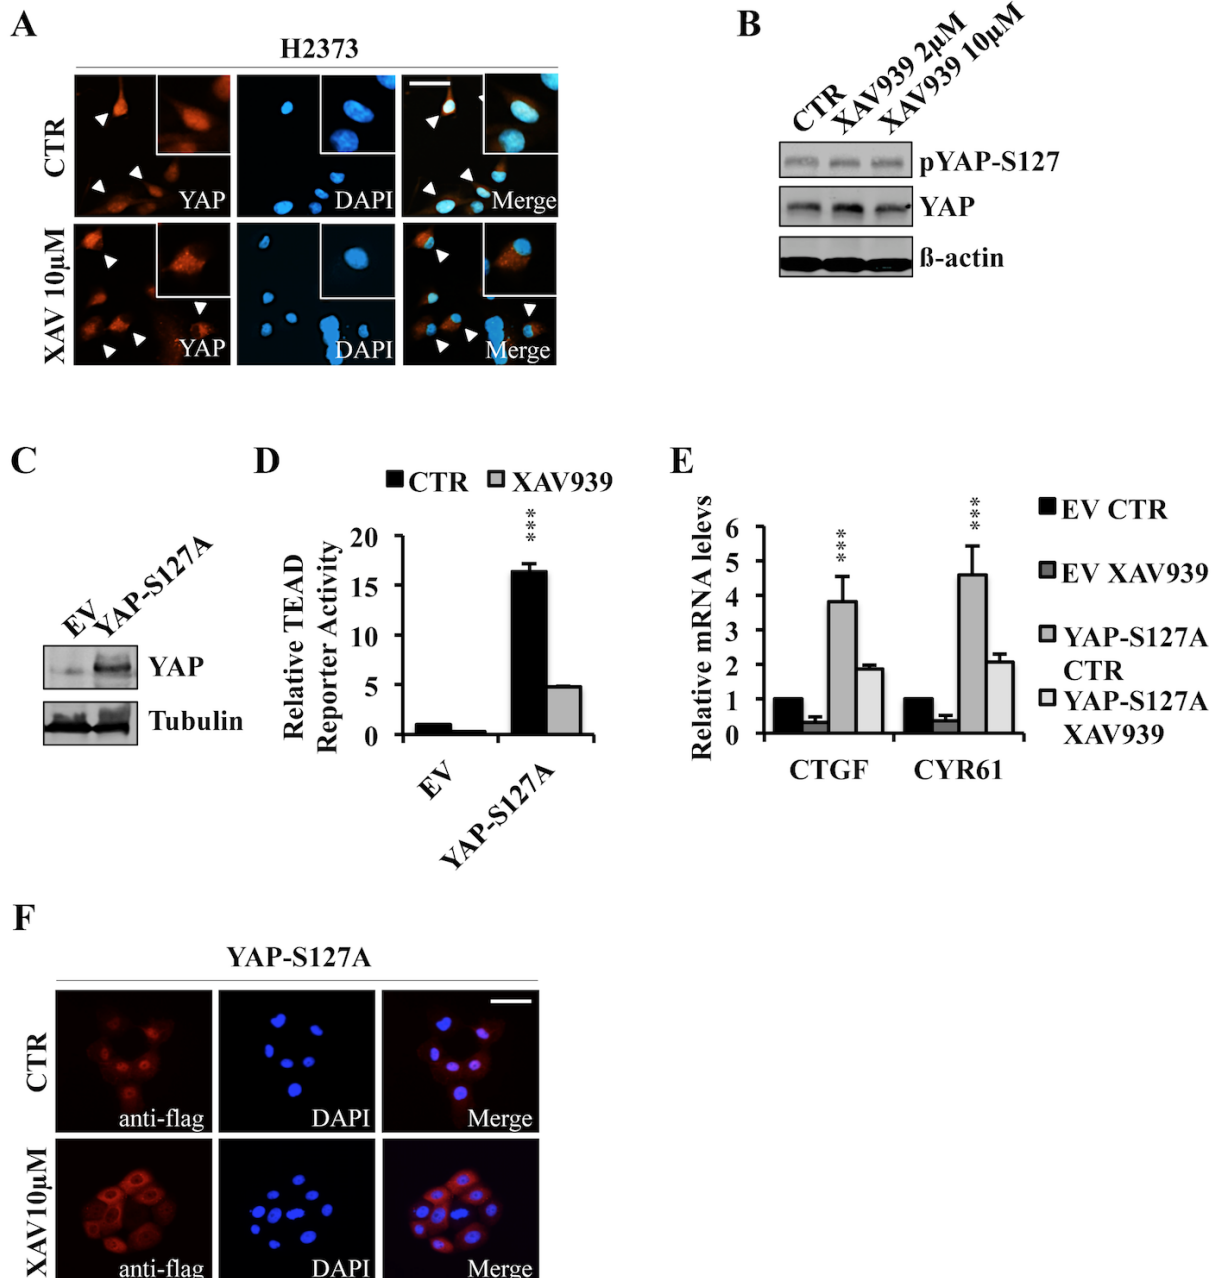 A
H2373
CTR
YAP
DAPI
Merge
XAV 10µM
YAP
DAPI
Merge
B
CTR
XAV939 2µM
XAV939 10µM
pYAP-S127
YAP
ß-actin
C
EV
YAP-S127A
YAP
Tubulin
D
CTR
XAV939
***
Relative TEAD
Reporter Activity
20
15
10
5
0
EV
YAP-S127A
E
Relative mRNA lelevs
6
5
4
3
2
1
0
***
***
CTGF
CYR61
EV CTR
EV XAV939
YAP-S127A
CTR
YAP-S127A
XAV939
F
YAP-S127A
CTR
anti-flag
DAPI
Merge
XAV10µM
anti-flag
DAPI
Merge